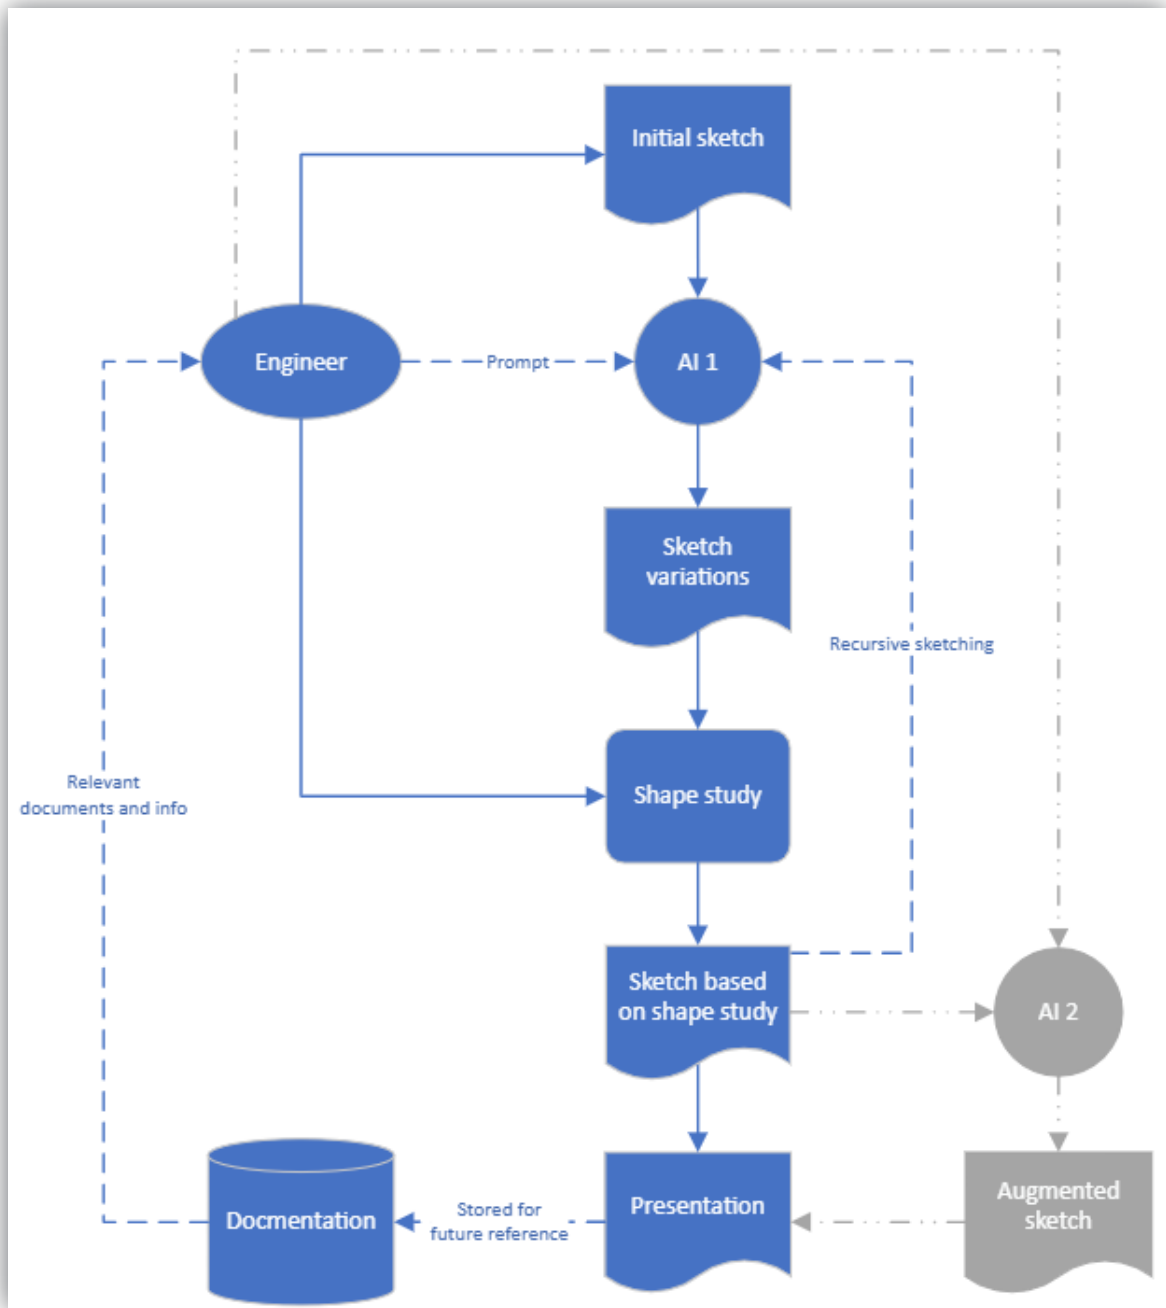 Initial sketch
Engineer
Prompt
AI 1
Sketch
variations
Recursive sketching
Relevant
documents and info
Shape study
Sketch based
on shape study
AI 2
Docmentation
Stored for
future reference
Presentation
Augmented
sketch